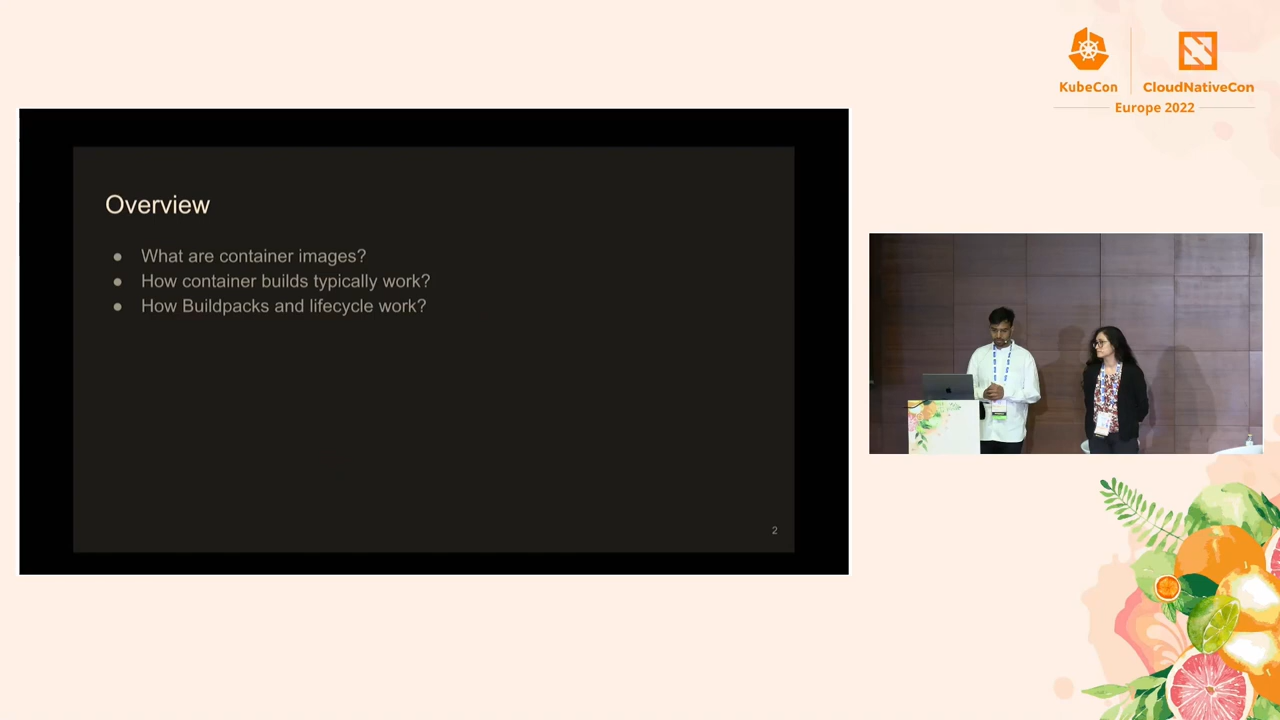 KubeCon
CloudNativeCon
Europe 2022
Overview
● What are container images?
● How container builds typically work?
● How Buildpacks and lifecycle work?
2